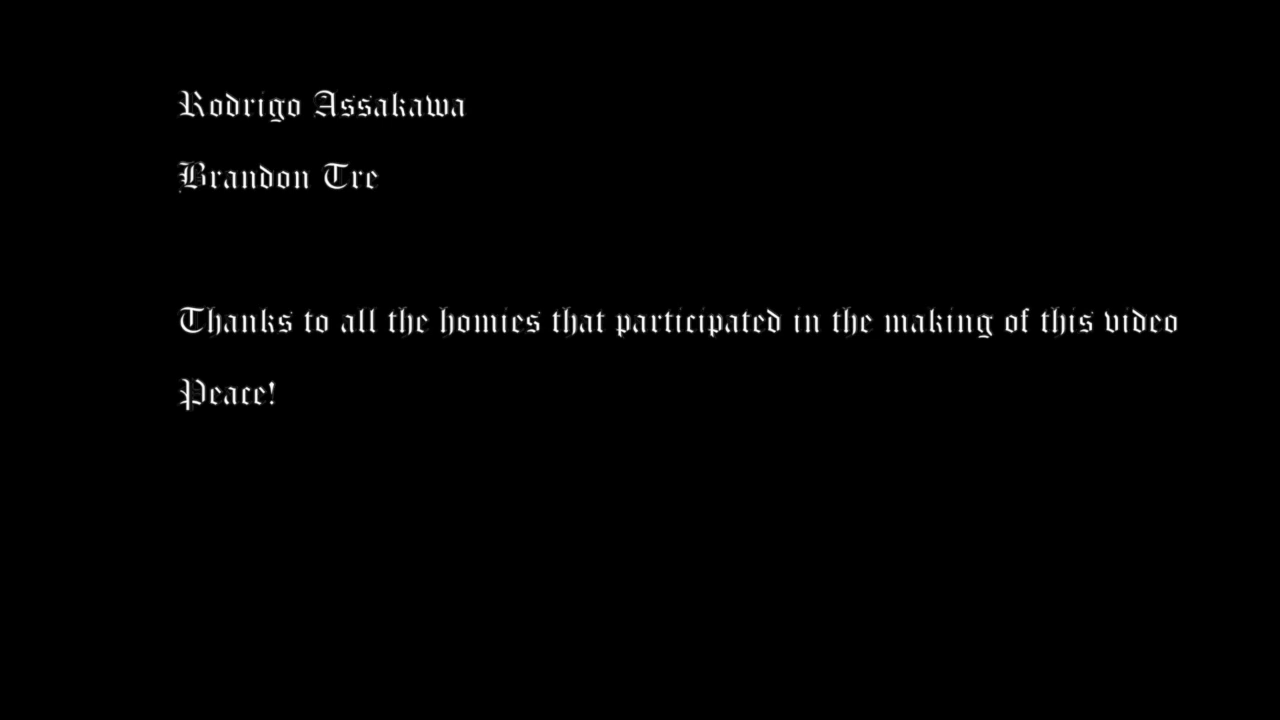 Rodrigo Assakawa
Brandon Tre
Thanks to all the homies that participated in the making of this video
Peace!